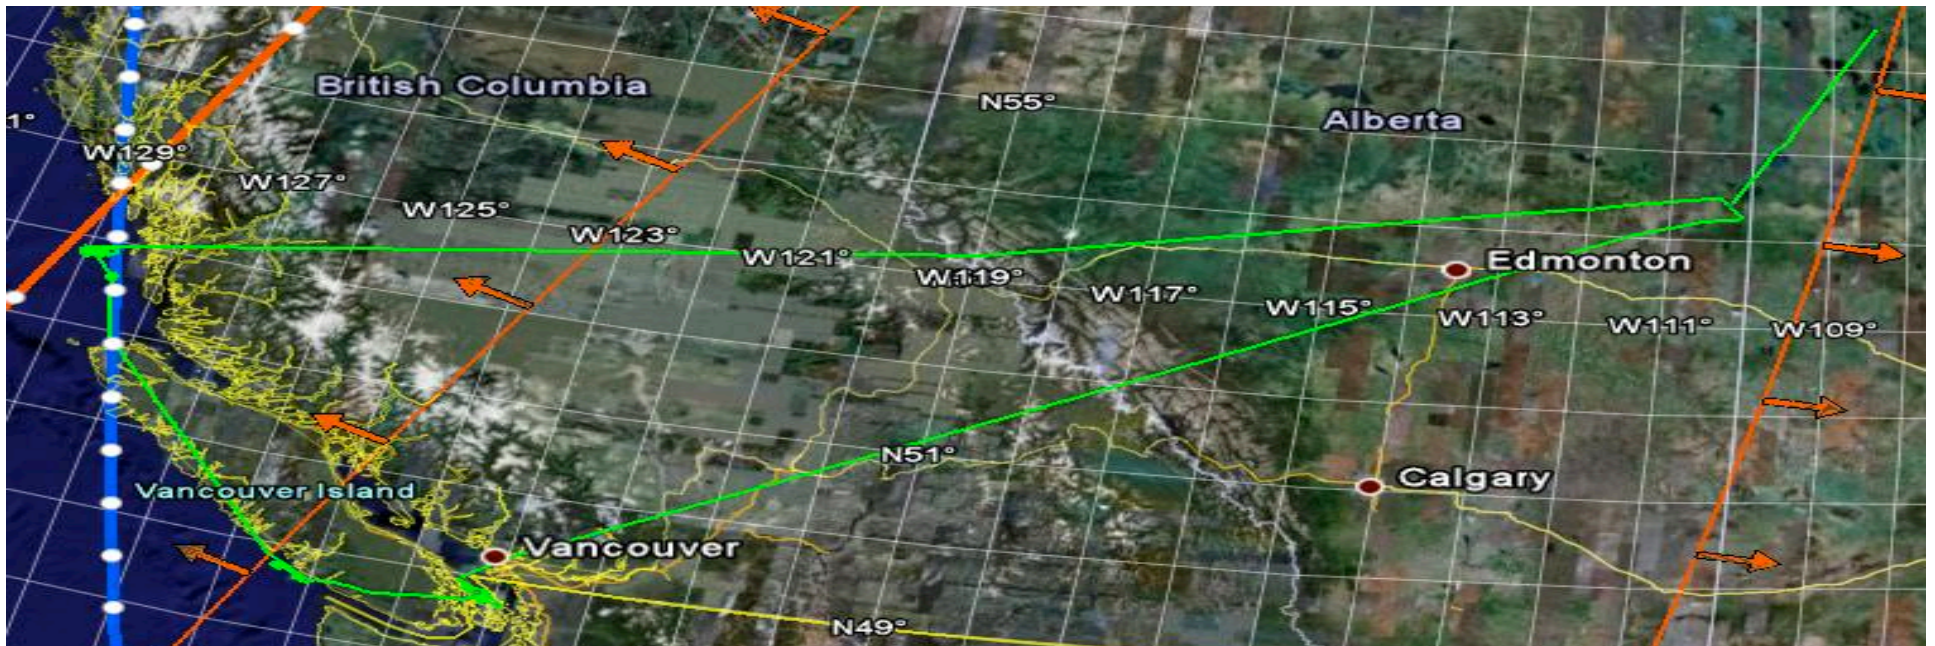 British Columbia
N55°
Alberta
1°
W129°
W127°
W125°
W123°
W121°
W119°
W117°
W115°
W113°
W111°
W109°
Edmonton
Calgary
N51°
Vancouver Island
Vancouver
N49°